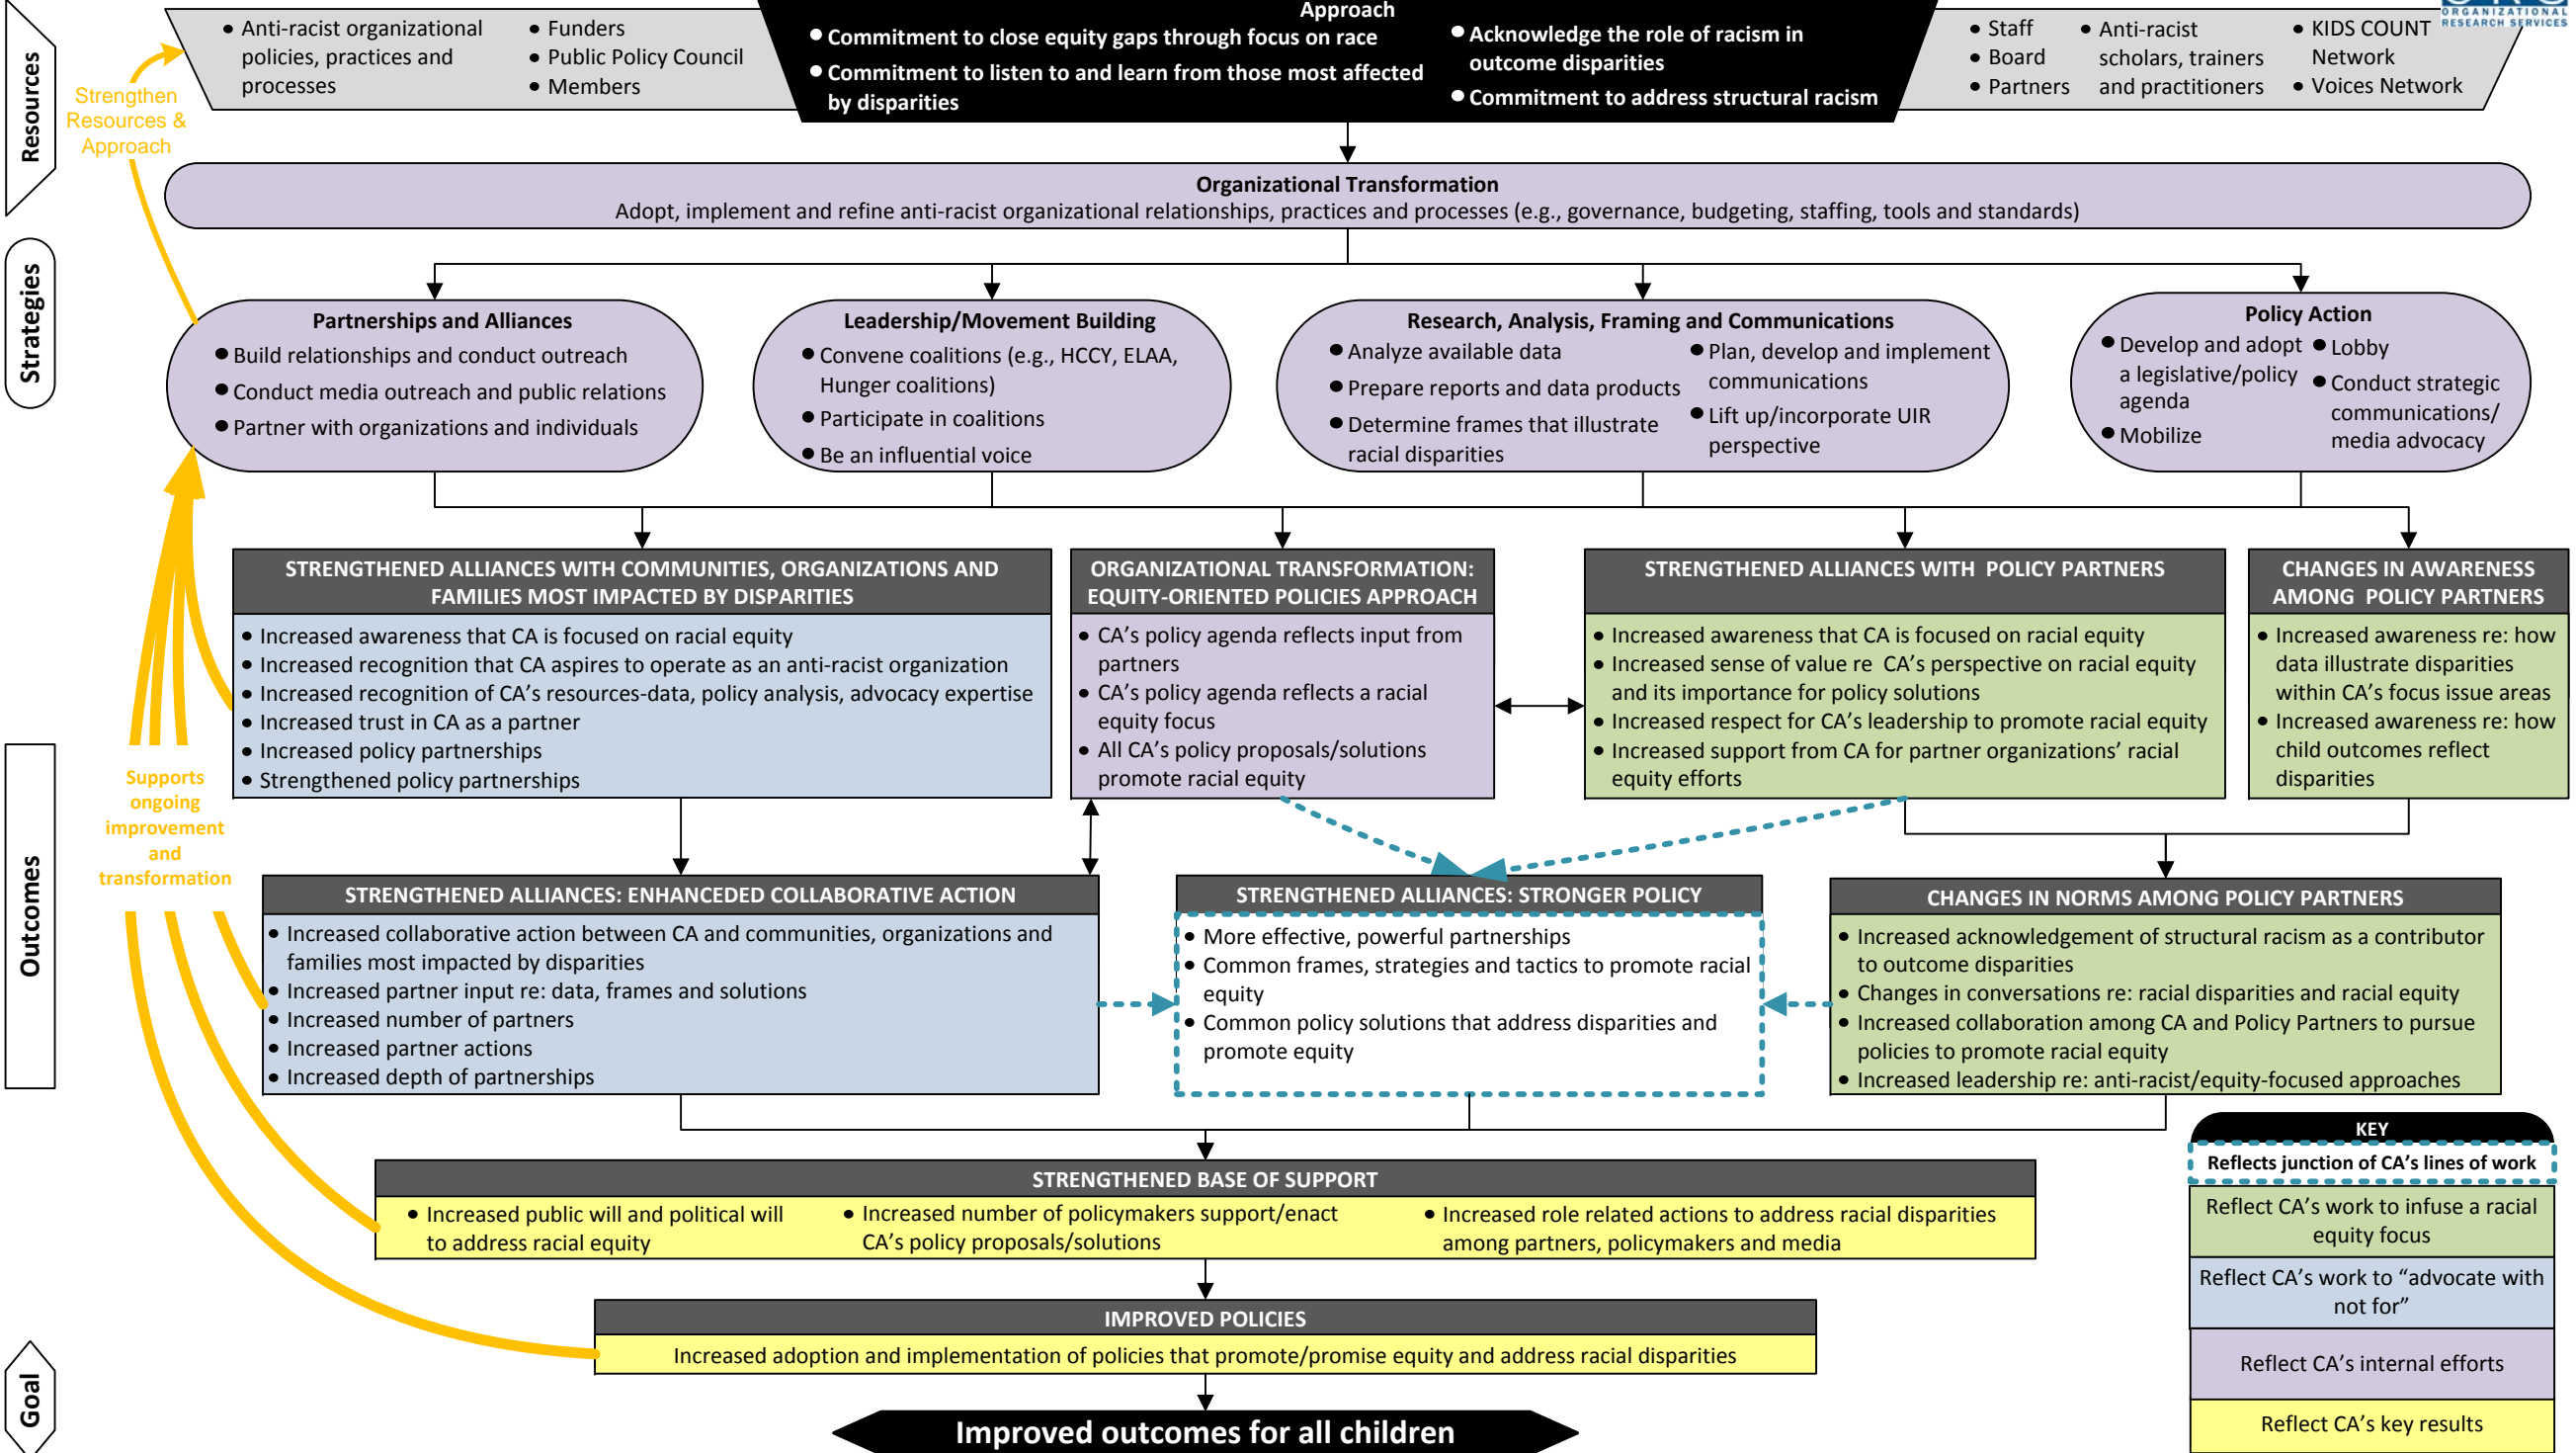 Resources
Strategies
Outcomes
Goal
• Anti-racist organizational
policies, practices and
processes
• Funders
• Public Policy Council
• Members
Approach
• Commitment to close equity gaps through focus on race
• Commitment to listen to and learn from those most affected
by disparities
• Acknowledge the role of racism in
outcome disparities
• Commitment to address structural racism
• Staff
• Board
• Partners
• Anti-racist
scholars, trainers
and practitioners
• KIDS COUNT
Network
• Voices Network
ORGANIZATIONAL
RESEARCH SERVICES
Strengthen
Resources &
Approach
Organizational Transformation
Adopt, implement and refine anti-racist organizational relationships, practices and processes (e.g., governance, budgeting, staffing, tools and standards)
Partnerships and Alliances
• Build relationships and conduct outreach
• Conduct media outreach and public relations
• Partner with organizations and individuals
Leadership/Movement Building
• Convene coalitions (e.g., HCCY, ELAA,
Hunger coalitions)
• Participate in coalitions
• Be an influential voice
Research, Analysis, Framing and Communications
• Analyze available data
• Prepare reports and data products
• Determine frames that illustrate
racial disparities
• Plan, develop and implement
communications
• Lift up/incorporate UIR
perspective
Policy Action
• Develop and adopt
a legislative/policy
agenda
• Mobilize
• Lobby
• Conduct strategic
communications/
media advocacy
STRENGTHENED ALLIANCES WITH COMMUNITIES, ORGANIZATIONS AND
FAMILIES MOST IMPACTED BY DISPARITIES
• Increased awareness that CA is focused on racial equity
• Increased recognition that CA aspires to operate as an anti-racist organization
• Increased recognition of CA's resources-data, policy analysis, advocacy expertise
• Increased trust in CA as a partner
• Increased policy partnerships
• Strengthened policy partnerships
ORGANIZATIONAL TRANSFORMATION:
EQUITY-ORIENTED POLICIES APPROACH
• CA's policy agenda reflects input from
partners
• CA's policy agenda reflects a racial
equity focus
• All CA's policy proposals/solutions
promote racial equity
STRENGTHENED ALLIANCES WITH POLICY PARTNERS
• Increased awareness that CA is focused on racial equity
• Increased sense of value re CA's perspective on racial equity
and its importance for policy solutions
• Increased respect for CA's leadership to promote racial equity
• Increased support from CA for partner organizations' racial
equity efforts
CHANGES IN AWARENESS
AMONG POLICY PARTNERS
• Increased awareness re: how
data illustrate disparities
within CA's focus issue areas
• Increased awareness re: how
child outcomes reflect
disparities
Supports
ongoing
improvement
and
transformation
STRENGTHENED ALLIANCES: ENHANCEDED COLLABORATIVE ACTION
• Increased collaborative action between CA and communities, organizations and
families most impacted by disparities
• Increased partner input re: data, frames and solutions
• Increased number of partners
• Increased partner actions
• Increased depth of partnerships
STRENGTHENED ALLIANCES: STRONGER POLICY
• More effective, powerful partnerships
• Common frames, strategies and tactics to promote racial
equity
• Common policy solutions that address disparities and
promote equity
CHANGES IN NORMS AMONG POLICY PARTNERS
• Increased acknowledgement of structural racism as a contributor
to outcome disparities
• Changes in conversations re: racial disparities and racial equity
• Increased collaboration among CA and Policy Partners to pursue
policies to promote racial equity
• Increased leadership re: anti-racist/equity-focused approaches
STRENGTHENED BASE OF SUPPORT
• Increased public will and political will
to address racial equity
• Increased number of policymakers support/enact
CA's policy proposals/solutions
• Increased role related actions to address racial disparities
among partners, policymakers and media
IMPROVED POLICIES
Increased adoption and implementation of policies that promote/promise equity and address racial disparities
Improved outcomes for all children
KEY
Reflects junction of CA's lines of work
Reflect CA's work to infuse a racial
equity focus
Reflect CA's work to “advocate with
not for”
Reflect CA's internal efforts
Reflect CA's key results